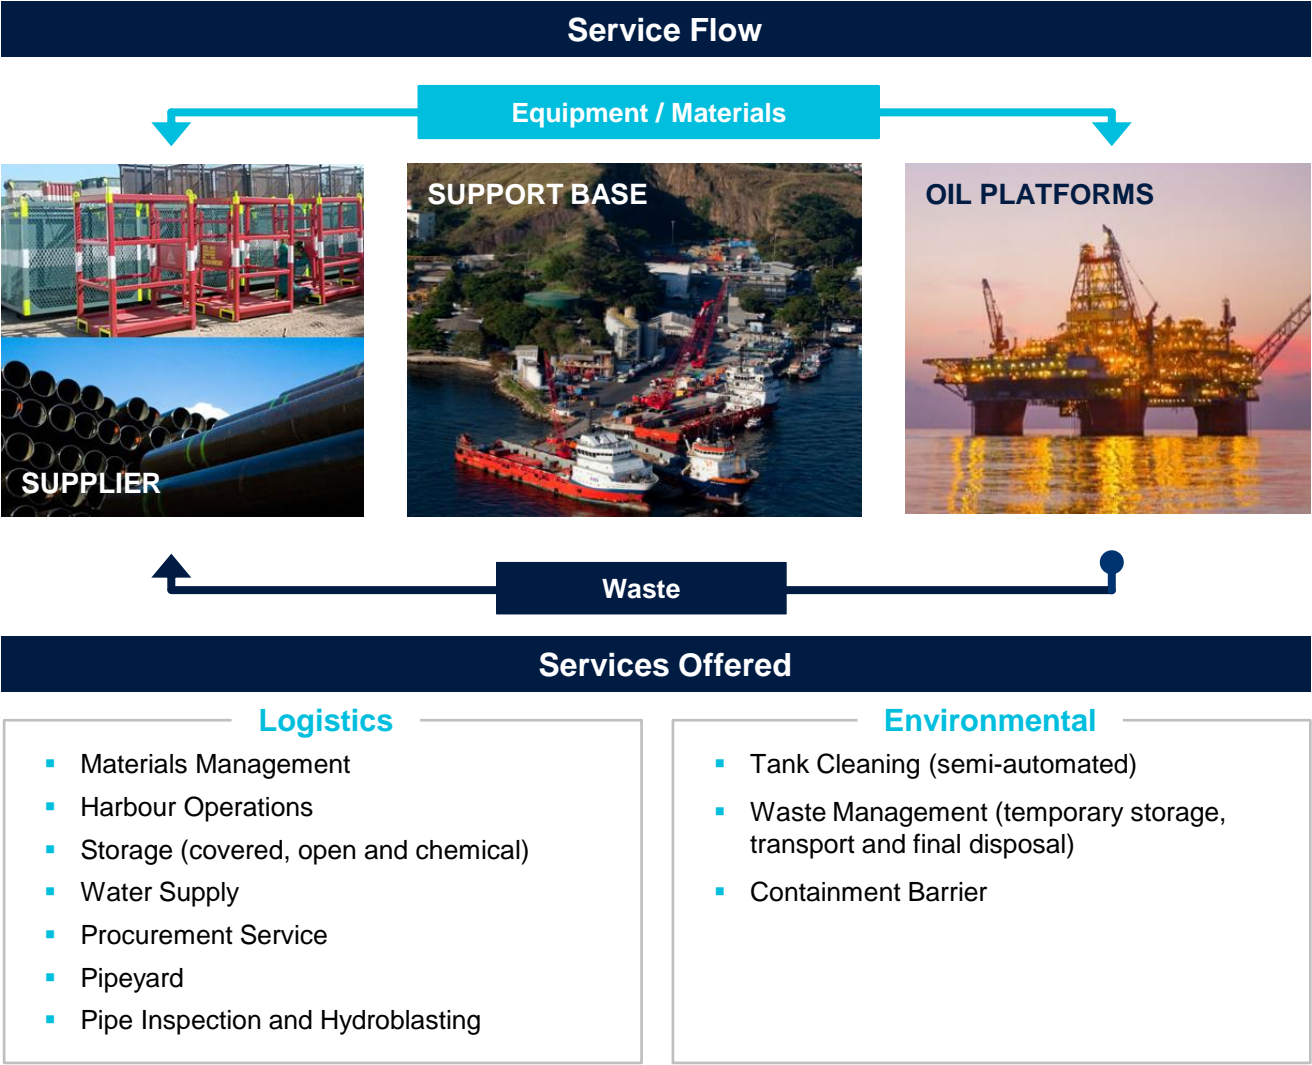 Service Flow
Equipment / Materials
SUPPORT BASE
OIL PLATFORMS
SUPPLIER
Waste
Services Offered
Logistics
Materials Management
Harbour Operations
Storage (covered, open and chemical)
Water Supply
Procurement Service
Pipeyard
Pipe Inspection and Hydroblasting
Environmental
Tank Cleaning (semi-automated)
Waste Management (temporary storage,
transport and final disposal)
Containment Barrier